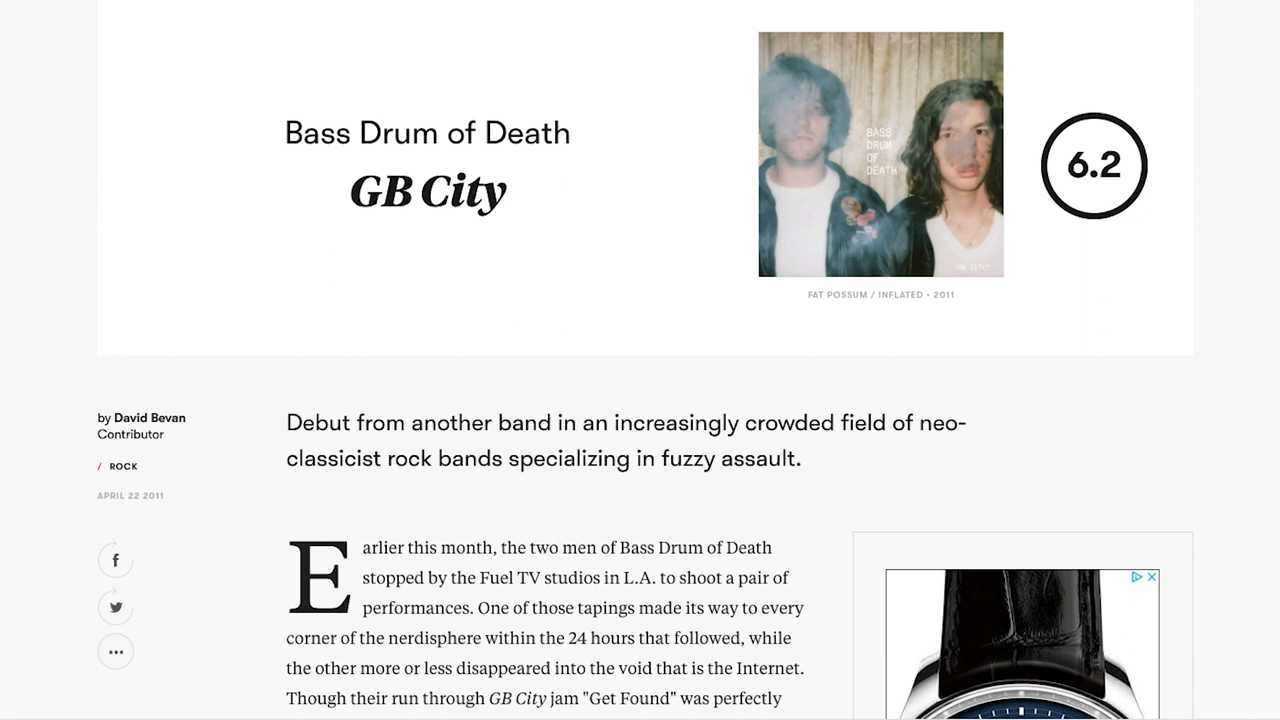 Bass Drum of Death
GB City
BASS
DRUM
OF
DEATH
"GB CITY"
6.2
FAT POSSUM / INFLATED • 2011
by David Bevan
Contributor
/ ROCK
APRIL 22 2011
Debut from another band in an increasingly crowded field of neo-
classicist rock bands specializing in fuzzy assault.
Earlier this month, the two men of Bass Drum of Death
stopped by the Fuel TV studios in L.A. to shoot a pair of
performances. One of those tapings made its way to every
corner of the nerdisphere within the 24 hours that followed, while
the other more or less disappeared into the void that is the Internet.
Though their run through GB City jam "Get Found" was perfectly